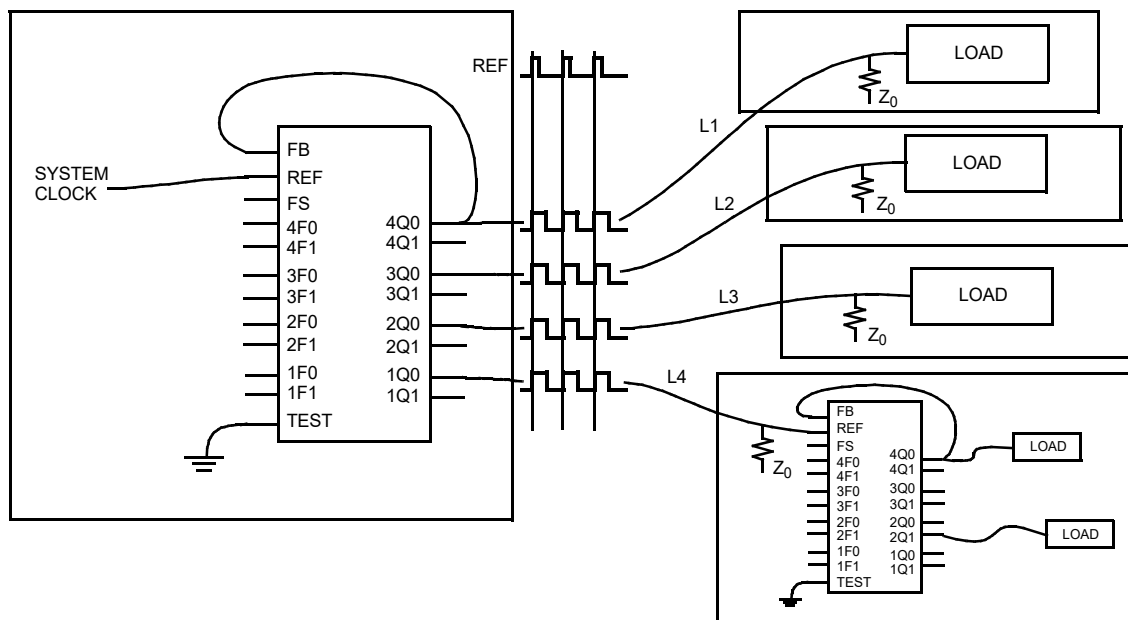 REF
SYSTEM
CLOCK
FB
REF
FS
4F0
4F1
3F0
3F1
2F0
2F1
1F0
1F1
TEST
4Q0
4Q1
3Q0
3Q1
2Q0
2Q1
1Q0
1Q1
L1
L2
L3
L4
LOAD
Z0
LOAD
Z0
LOAD
Z0
Z0
FB
REF
FS
4F0
4F1
3F0
3F1
2F0
2F1
1F0
1F1
TEST
4Q0
4Q1
3Q0
3Q1
2Q0
2Q1
1Q0
1Q1
LOAD
LOAD